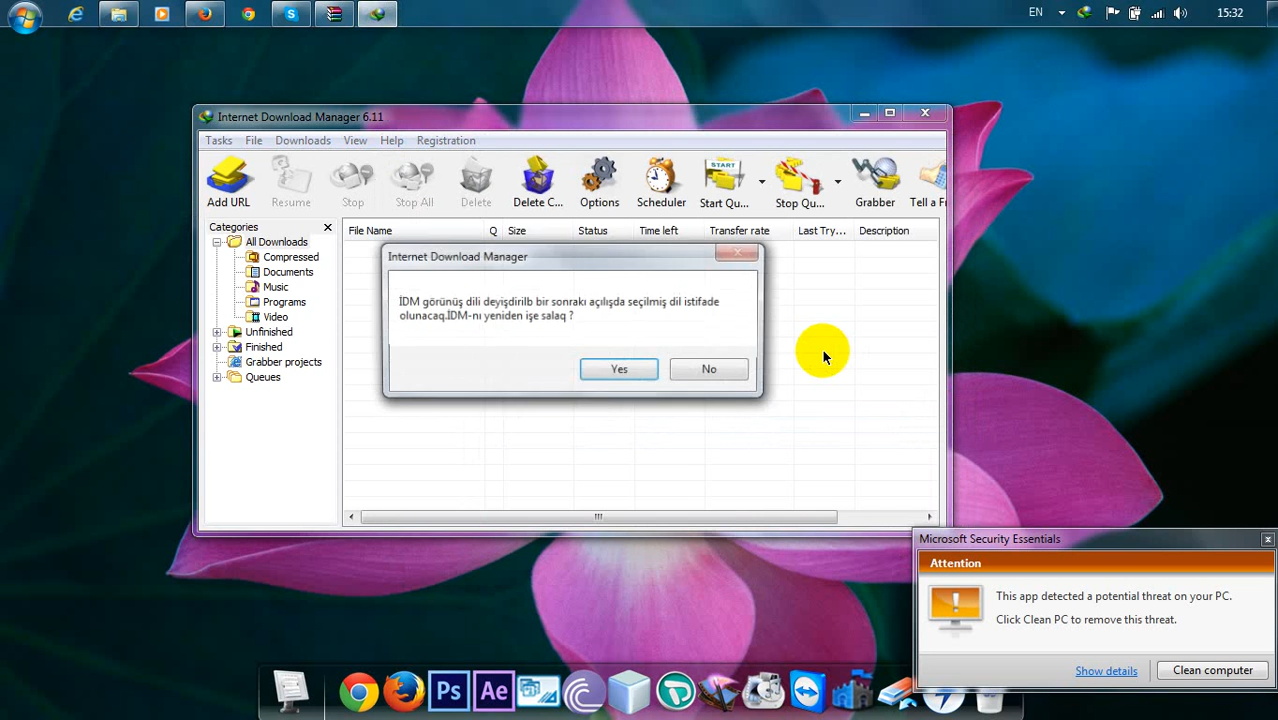 EN
15:32
Internet Download Manager 6.11
Tasks File Downloads View Help Registration
Add URL Resume Stop Stop All Delete Delete C... Options Scheduler Start Qu... Stop Qu... Grabber Tell a Fr
Categories
All Downloads
Compressed
Documents
Music
Programs
Video
Unfinished
Finished
Grabber projects
Queues
File Name Q Size Status Time left Transfer rate Last Try... Description
Internet Download Manager
İDM görünüş dili deyişdirilb bir sonrakı açılışda seçilmiş dil istifade
olunacaq.İDM-nı yeniden işe salaq ?
Yes No
Microsoft Security Essentials
Attention
This app detected a potential threat on your PC.
Click Clean PC to remove this threat.
Show details Clean computer
Ps Ae